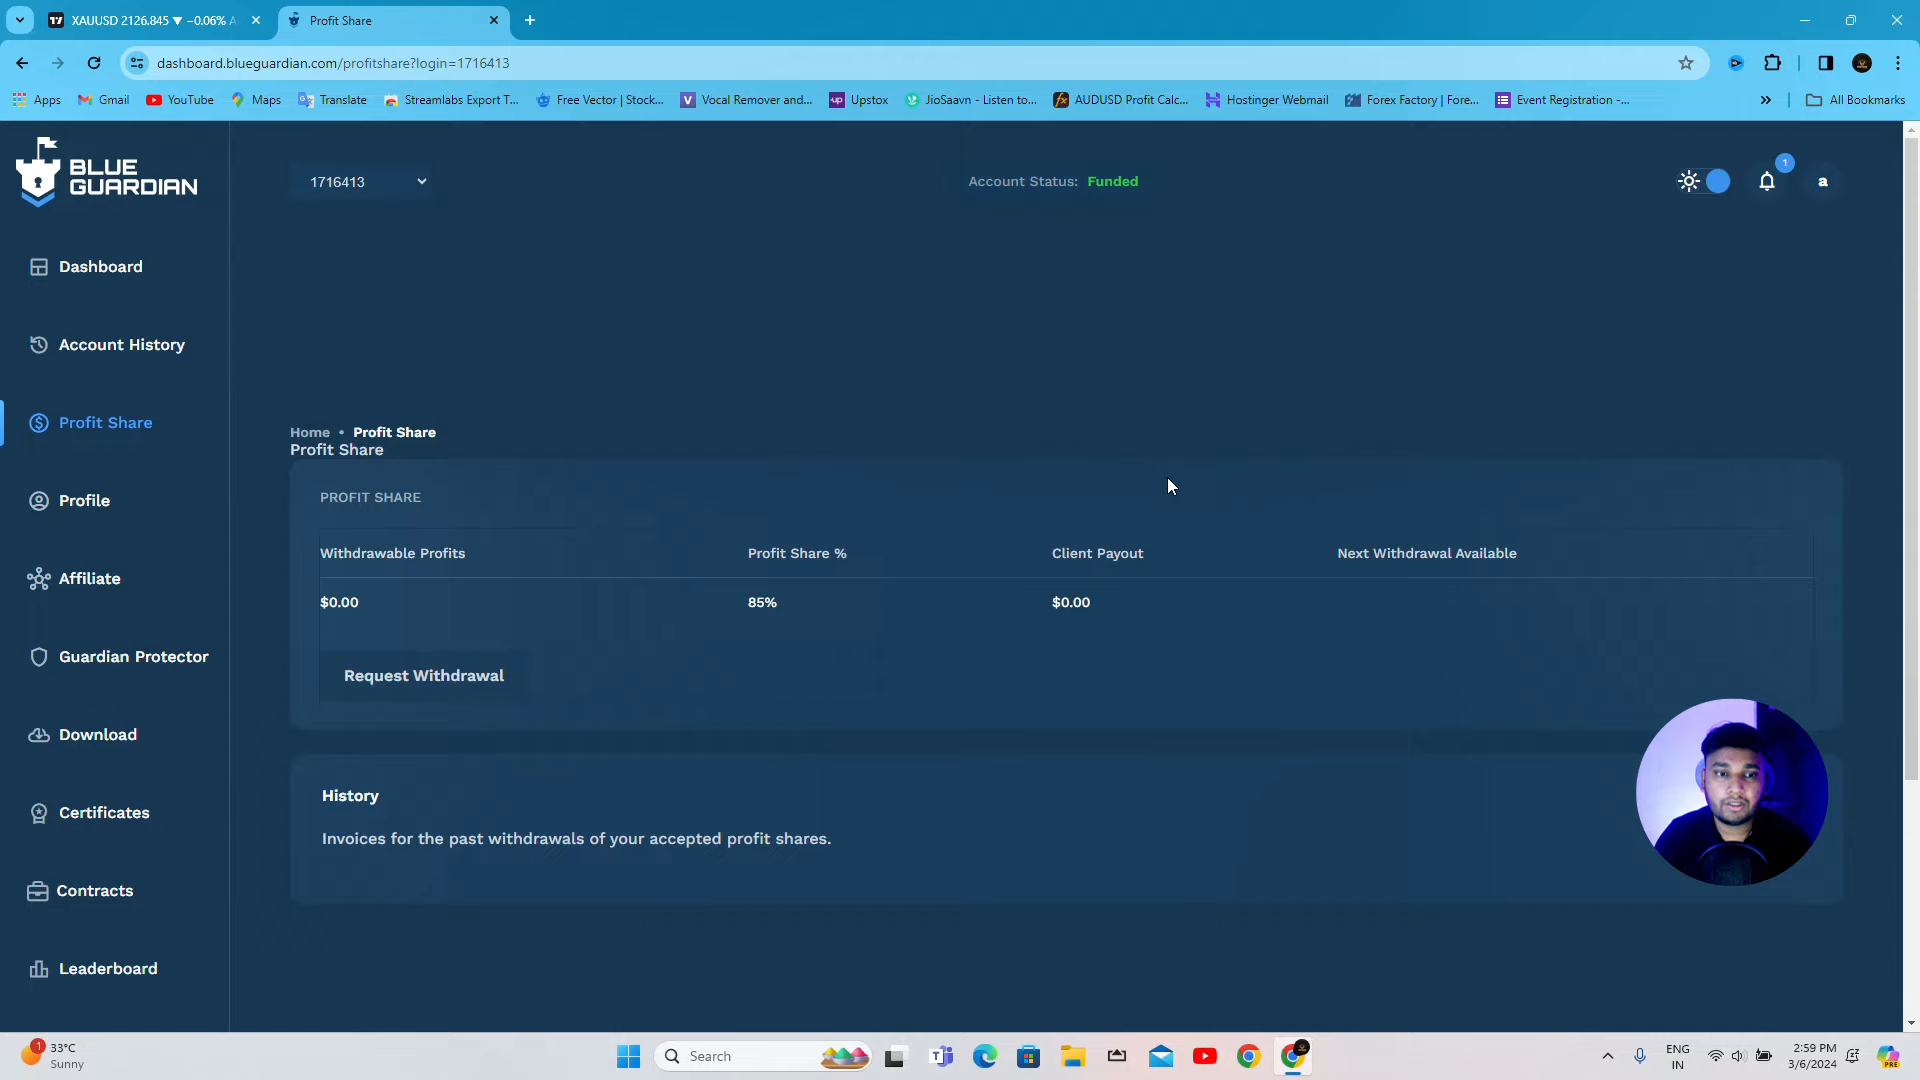 XAUUSD 2126.845 ▼ −0.06% A
Profit Share
dashboard.blueguardian.com/profitshare?login=1716413
Apps
Gmail
YouTube
Maps
Translate
Streamlabs Export T...
Free Vector | Stock...
Vocal Remover and...
Upstox
JioSaavn - Listen to...
AUDUSD Profit Calc...
Hostinger Webmail
Forex Factory | Fore...
Event Registration -...
All Bookmarks
BLUE
GUARDIAN
1716413
Account Status: Funded
1
a
Dashboard
Account History
Profit Share
Profile
Affiliate
Guardian Protector
Download
Certificates
Contracts
Leaderboard
Home • Profit Share
Profit Share
PROFIT SHARE
Withdrawable Profits Profit Share % Client Payout Next Withdrawal Available
$0.00 85% $0.00
Request Withdrawal
History
Invoices for the past withdrawals of your accepted profit shares.
1
33°C
Sunny
Search
ENG
IN
2:59 PM
3/6/2024
PRE